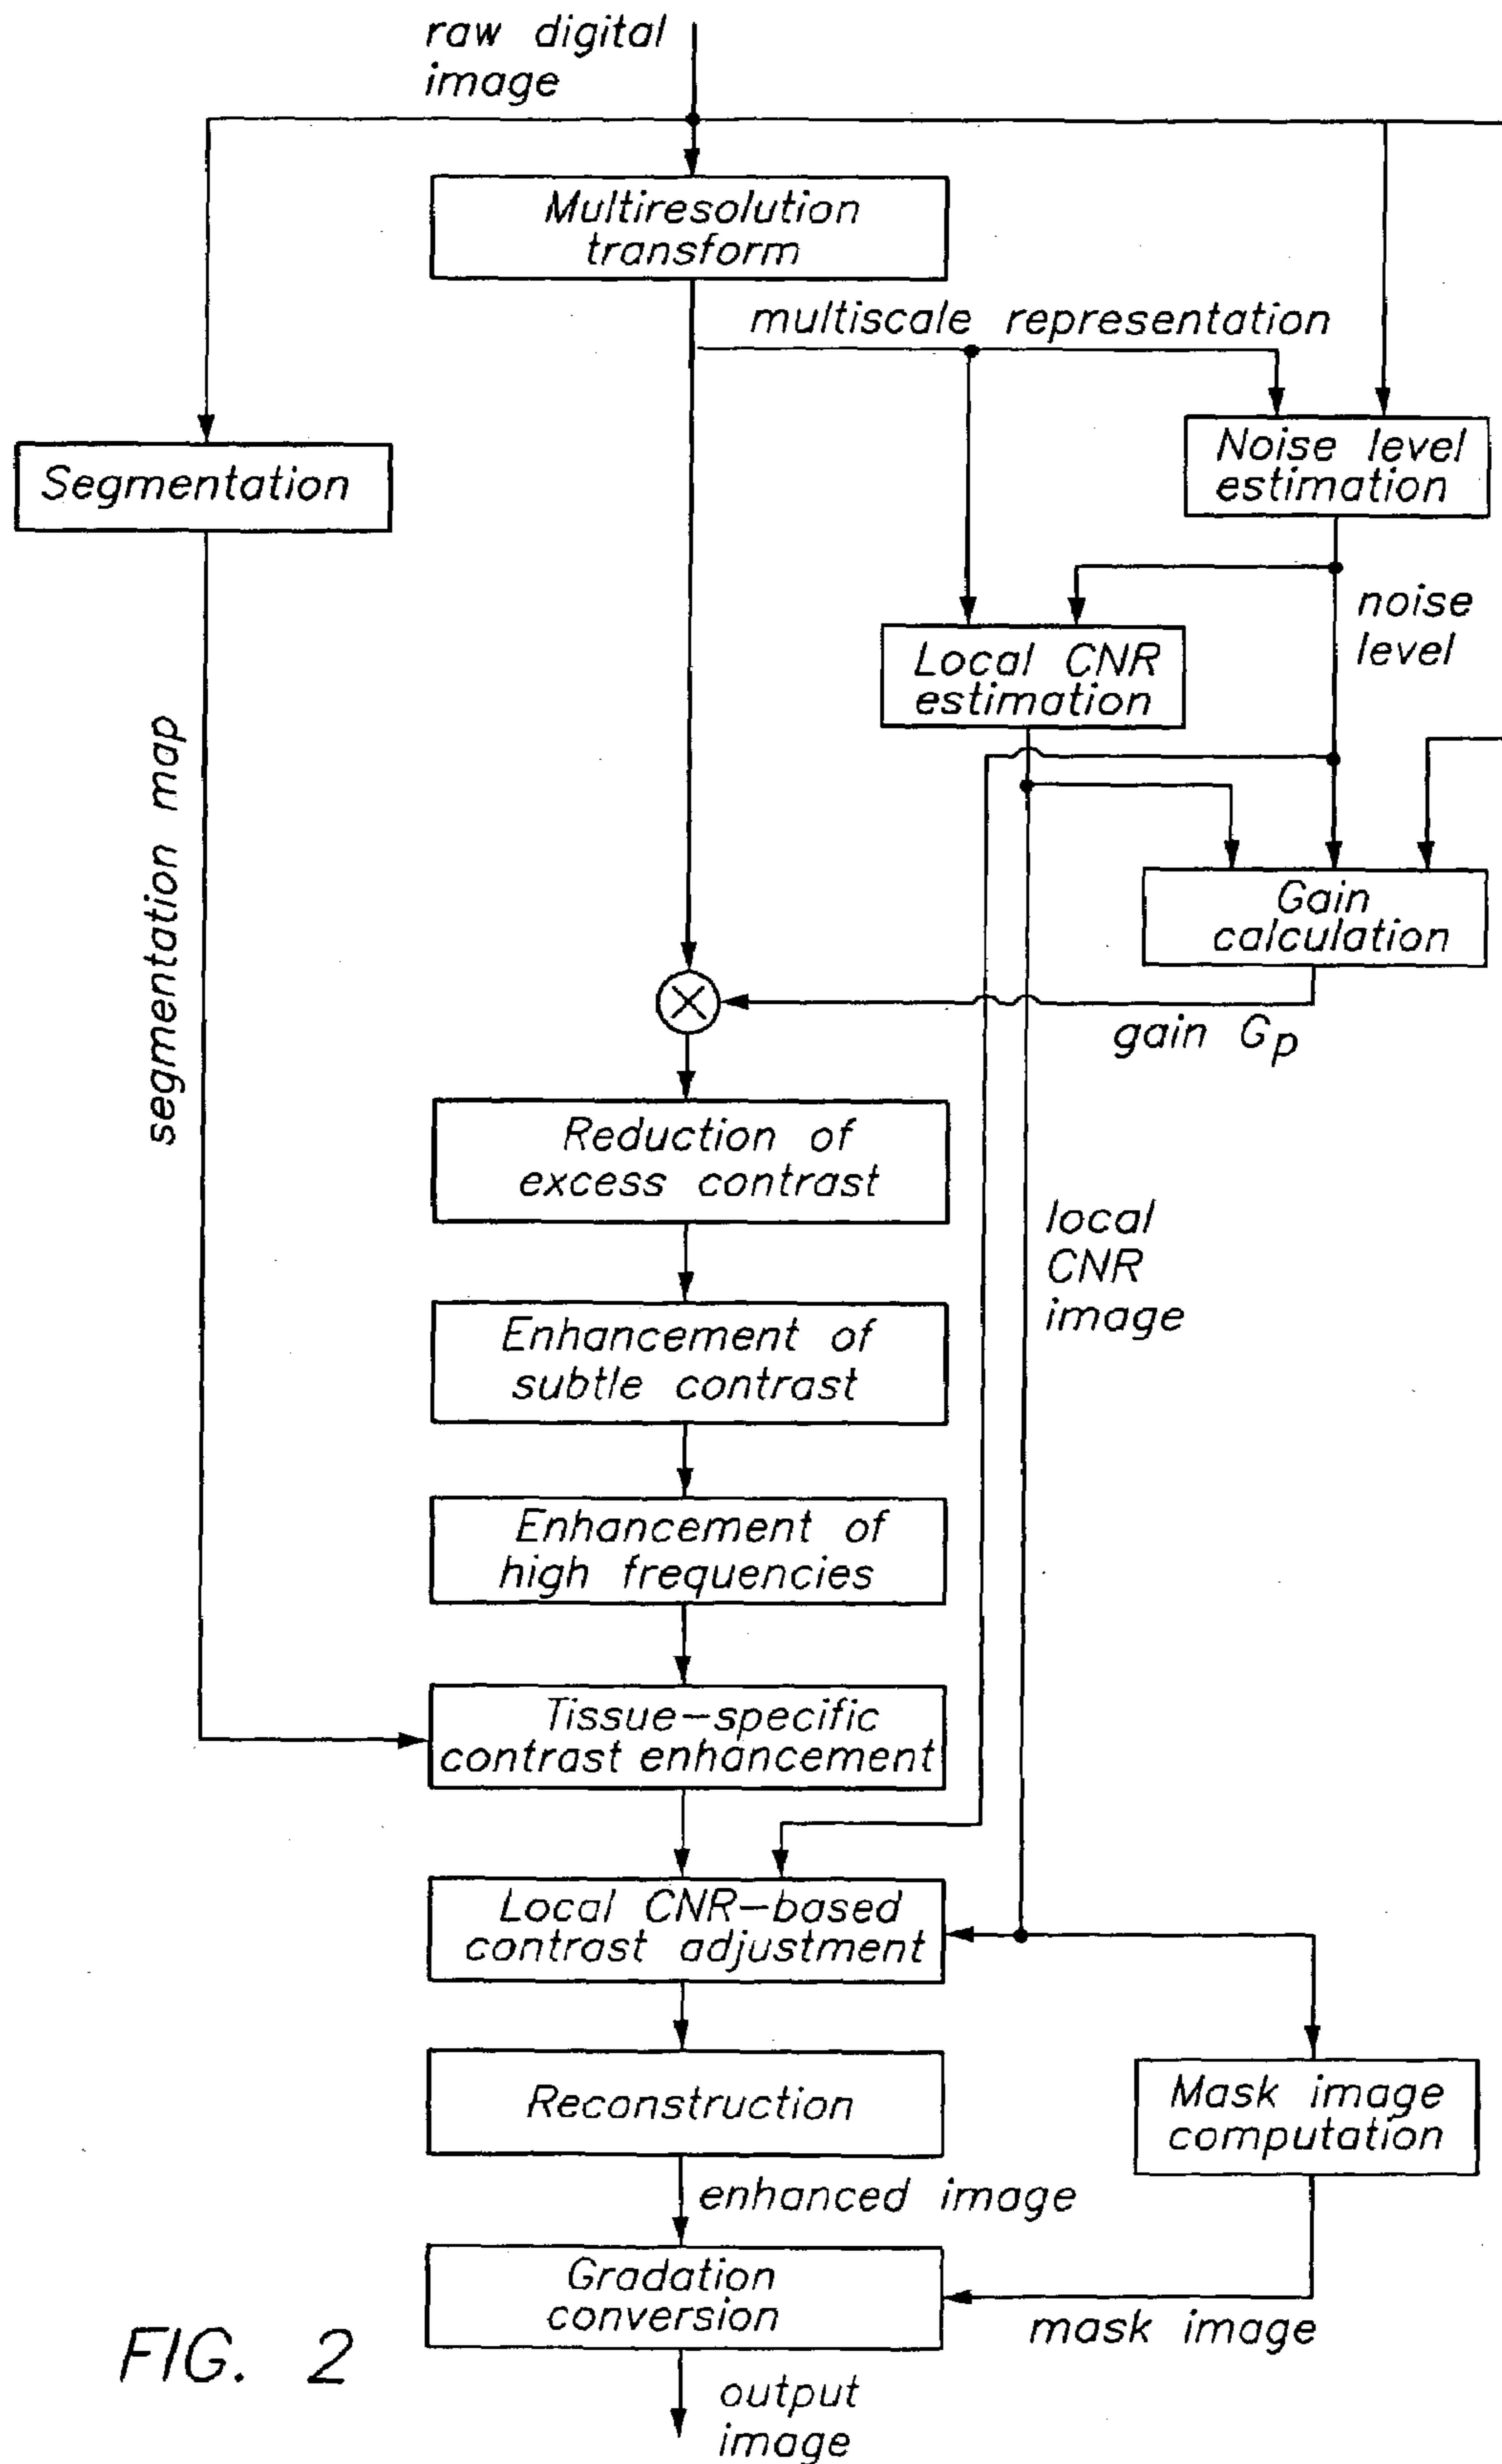 raw digital
image
Multiresolution
transform
multiscale representation
Segmentation
Noise level
estimation
noise
level
Local CNR
estimation
segmentation map
Gain
calculation
gain Gp
Reduction of
excess contrast
local
CNR
image
Enhancement of
subtle contrast
Enhancement of
high frequencies
Tissue-specific
contrast enhancement
Local CNR-based
contrast adjustment
Reconstruction
Mask image
computation
enhanced image
Gradation
conversion
mask image
FIG. 2
output
image